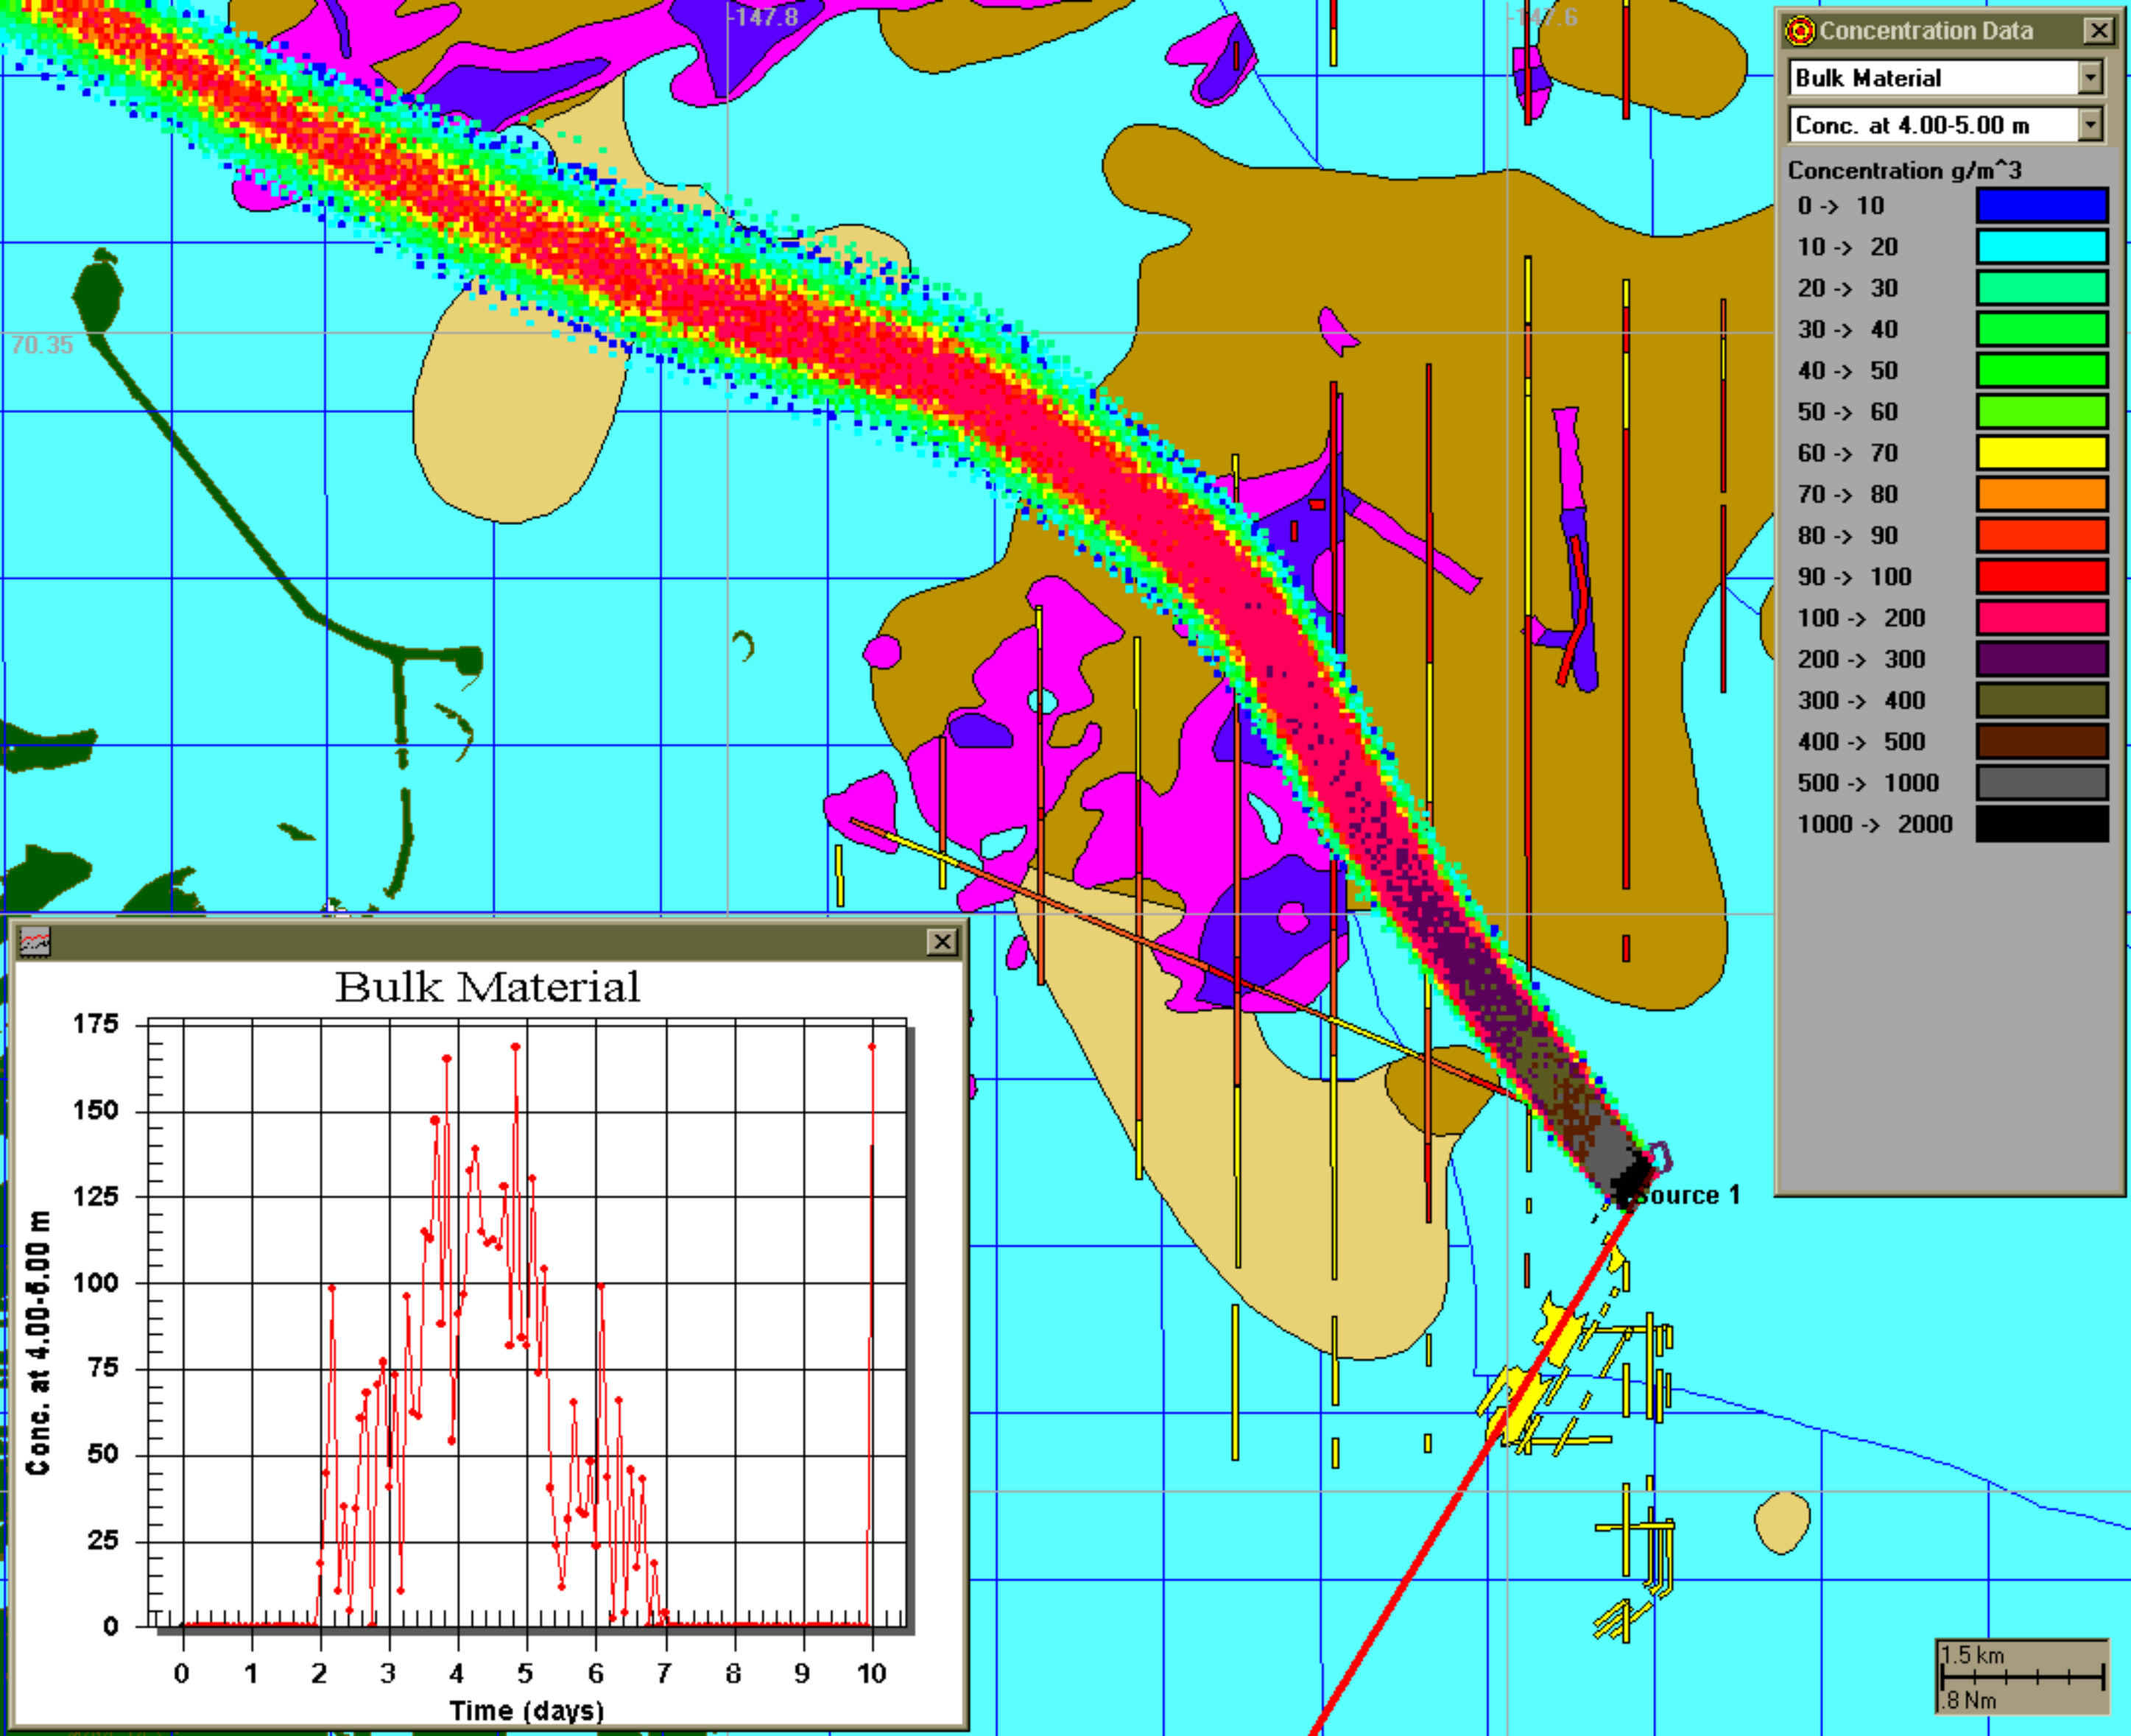 -147.8
-147.6
70.35
Source 1
1.5 km
.8 Nm
Concentration Data
Bulk Material
Conc. at 4.00-5.00 m
Concentration g/m^3
0 -> 10
10 -> 20
20 -> 30
30 -> 40
40 -> 50
50 -> 60
60 -> 70
70 -> 80
80 -> 90
90 -> 100
100 -> 200
200 -> 300
300 -> 400
400 -> 500
500 -> 1000
1000 -> 2000
Bulk Material
Conc. at 4.00-5.00 m
175
150
125
100
75
50
25
0
0 1 2 3 4 5 6 7 8 9 10
Time (days)